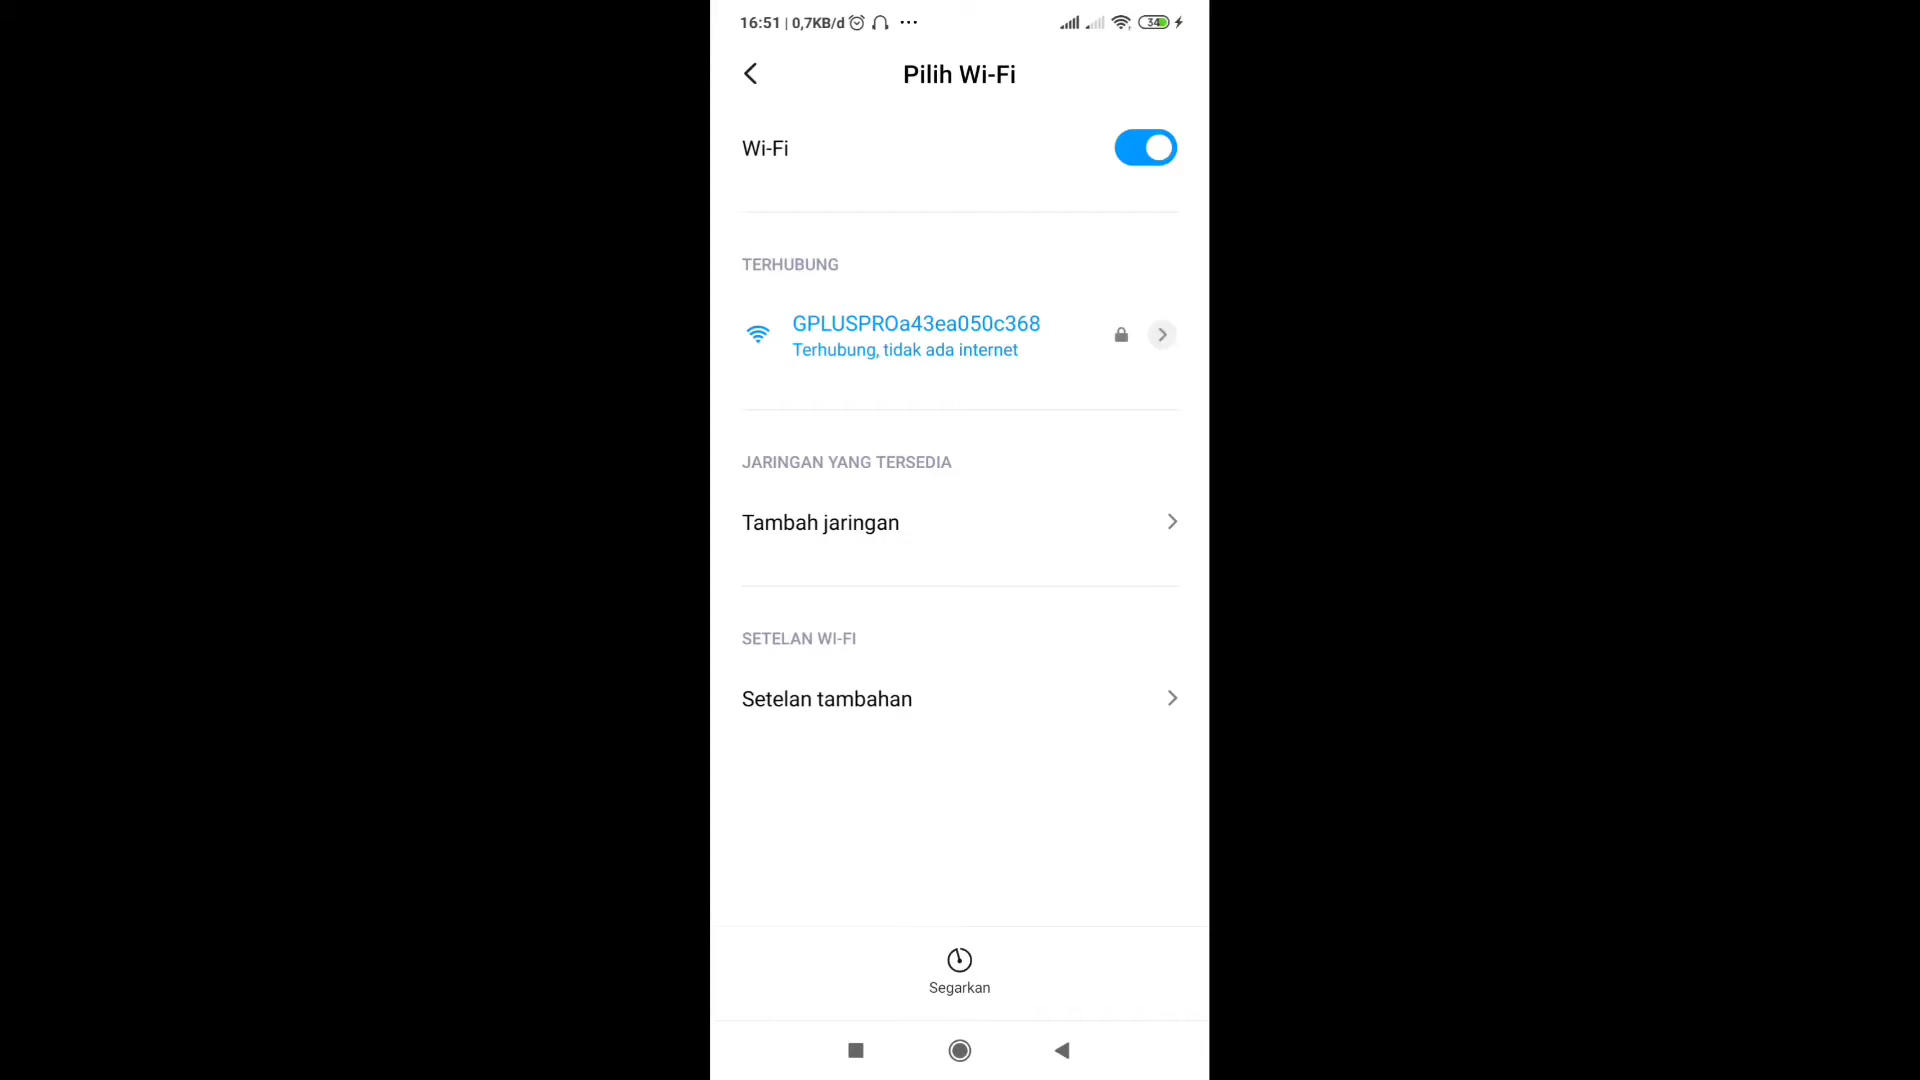 16:51 | 0,7KB/d
34
Pilih Wi-Fi
Wi-Fi
TERHUBUNG
GPLUSPROa43ea050c368
Terhubung, tidak ada internet
JARINGAN YANG TERSEDIA
Tambah jaringan
SETELAN WI-FI
Setelan tambahan
Segarkan